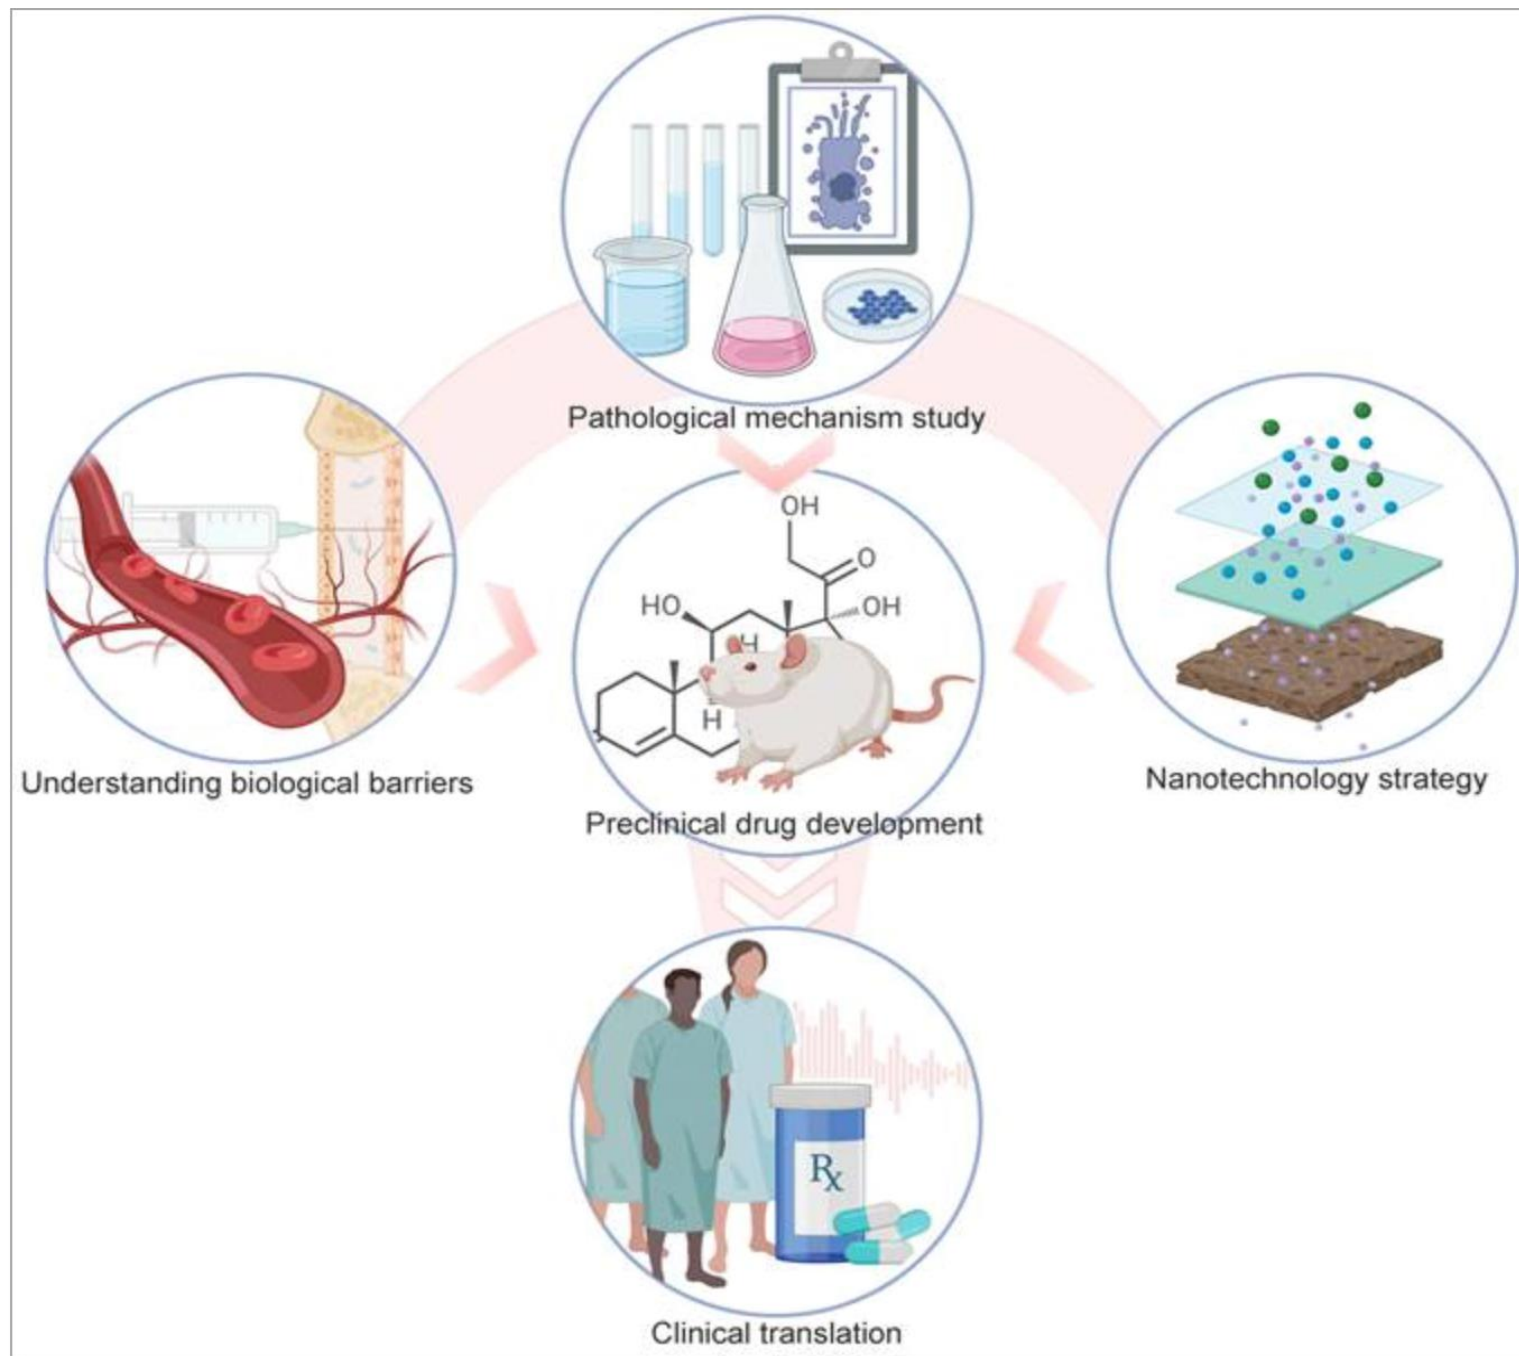 Pathological mechanism study
OH
O
HO
OH
H
H
Understanding biological barriers
Nanotechnology strategy
Preclinical drug development
Rx
Clinical translation